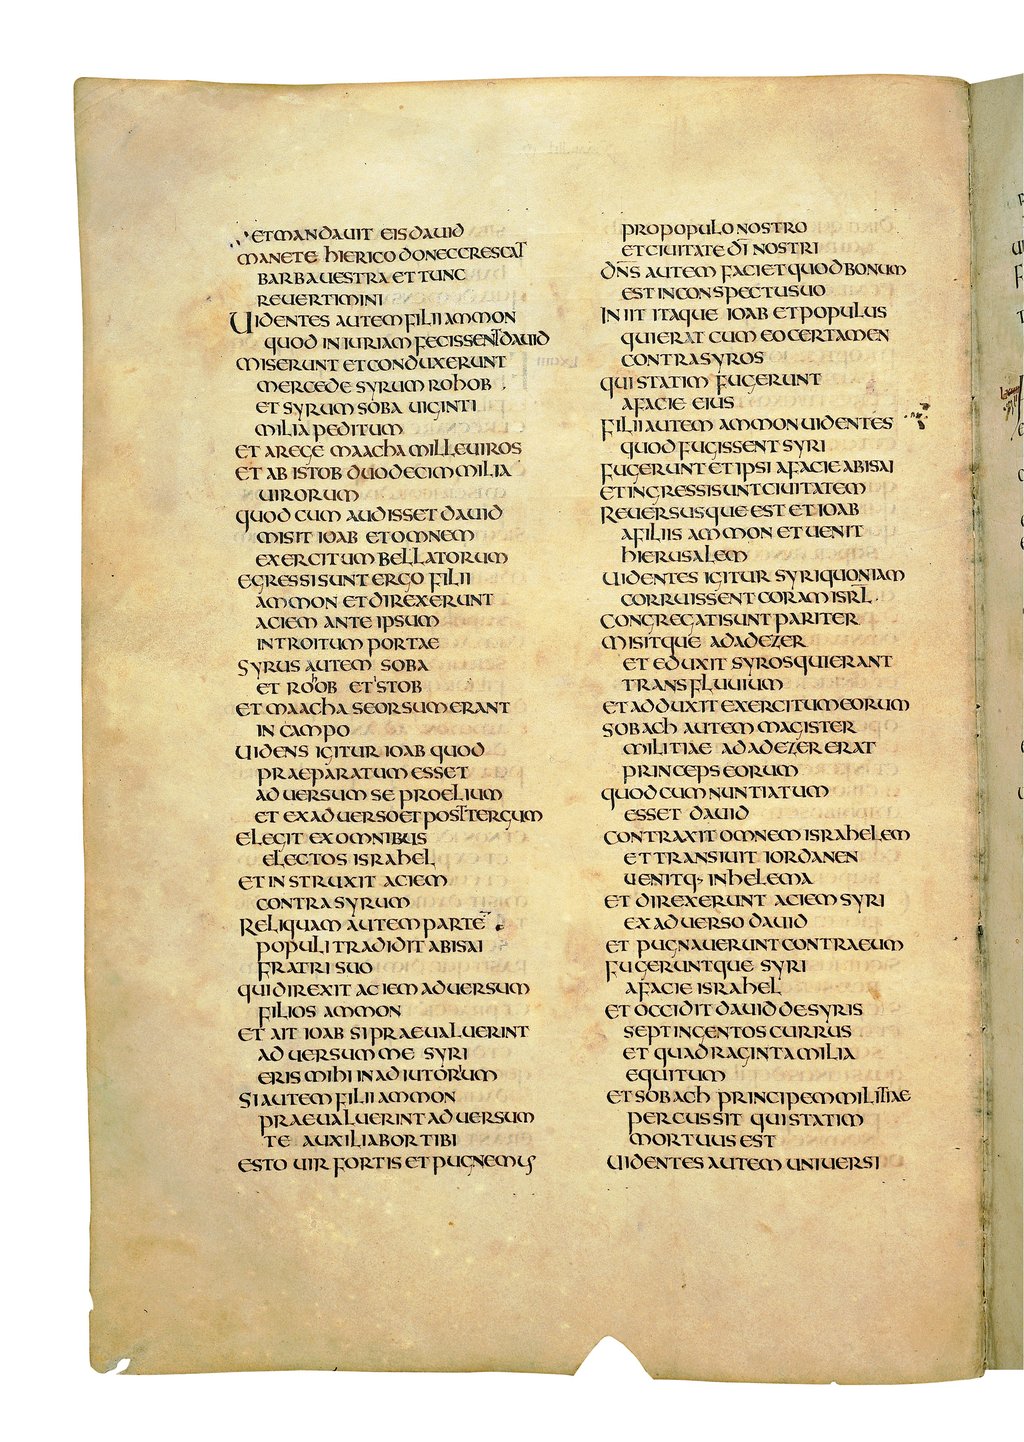 ET MANDAVIT EIS DAVID
MANETE HIERICO DONEC CRESCAT
BARBA UESTRA ET TUNC
REUERTIMINI
UIDENTES AUTEM FILII AMMON
QUOD INIURIAM FECISSENT DAUID
MISERUNT ET CONDUXERUNT
MERCEDE SYRUM ROHOB
ET SYRUM SOBA UIGINTI
MILIA PEDITUM
ET A REGE MAACHA MILLE UIROS
ET AB ISTOB DUODECIM MILIA
UIRORUM
QUOD CUM AUDISSET DAUID
MISIT IOAB ET OMNEM
EXERCITUM BELLATORUM
EGRESSI SUNT ERGO FILII
AMMON ET DIREXERUNT
ACIEM ANTE IPSUM
INTROITUM PORTAE
SYRUS AUTEM SOBA
ET ROhOB ET iSTOB
ET MAACHA SEORSUM ERANT
IN CAMPO
UIDENS IGITUR IOAB QUOD
PRAEPARATUM ESSET
ADUERSUM SE PROELIUM
ET EX ADUERSO ET POST TERGUM
ELEGIT EX OMNIBUS
ELECTOS ISRAHEL
ET INSTRUXIT ACIEM
CONTRA SYRUM
RELIQUAM AUTEM PARTE̅
POPULI TRADIDIT ABISAI
FRATRI SUO
QUI DIREXIT ACIEM ADUERSUM
FILIOS AMMON
ET AIT IOAB SI PRAEUALUERINT
ADUERSUM ME SYRI
ERIS MIHI IN ADIUTORIUM
SI AUTEM FILII AMMON
PRAEUALUERINT ADUERSUM
TE AUXILIABOR TIBI
ESTO UIR FORTIS ET PUGNEMUS
PRO POPULO NOSTRO
ET CIUITATE DI̅ NOSTRI
DN̅S AUTEM FACIET QUOD BONUM
EST IN CONSPECTU SUO
INIIT ITAQUE IOAB ET POPULUS
QUI ERAT CUM EO CERTAMEN
CONTRA SYROS
QUI STATIM FUGERUNT
A FACIE EIUS
FILII AUTEM AMMON UIDENTES
QUOD FUGISSENT SYRI
FUGERUNT ET IPSI A FACIE ABISAI
ET INGRESSI SUNT CIUITATEM
REUERSUSQUE EST ET IOAB
A FILIIS AMMON ET UENIT
HIERUSALEM
UIDENTES IGITUR SYRI QUONIAM
CORRUISSENT CORAM ISRL̅
CONGREGATI SUNT PARITER
MISITQUE ADADEZER
ET EDUXIT SYROS QUI ERANT
TRANS FLUUIUM
ET ADDUXIT EXERCITUM EORUM
SOBACH AUTEM MAGISTER
MILITIAE ADADEZER ERAT
PRINCEPS EORUM
QUOD CUM NUNTIATUM
ESSET DAUID
CONTRAXIT OMNEM ISRAHELEM
ET TRANSIUIT IORDANEN
UENITQ· IN HELEMA
ET DIREXERUNT ACIEM SYRI
EX ADUERSO DAUID
ET PUGNAUERUNT CONTRA EUM
FUGERUNTQUE SYRI
A FACIE ISRAHEL
ET OCCIDIT DAUID DE SYRIS
SEPTINGENTOS CURRUS
ET QUADRAGINTA MILIA
EQUITUM
ET SOBACH PRINCIPEM MILITIAE
PERCUSSIT QUI STATIM
MORTUUS EST
UIDENTES AUTEM UNIUERSI